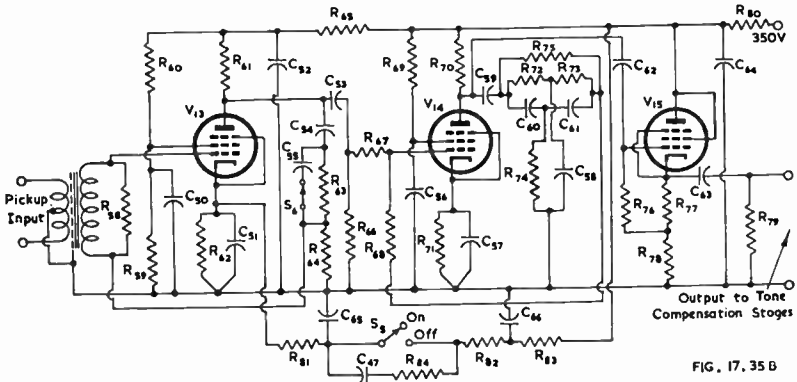 R65
R80
350V
R60
R61
C52
C53
R69
R70
C59
R75
R72
R73
C62
C64
V13
C54
V14
C60
C61
V15
C55
R67
Pickup
Input
R58
C50
R63
S6
R74
C58
C63
R59
R62
C51
R64
R66
R68
C56
R71
C57
R76
R77
R78
R79
C65
S5
On
Off
C66
Output to Tone
Compensation Stages
R81
C47
R84
R82
R83
FIG. 17.35 B